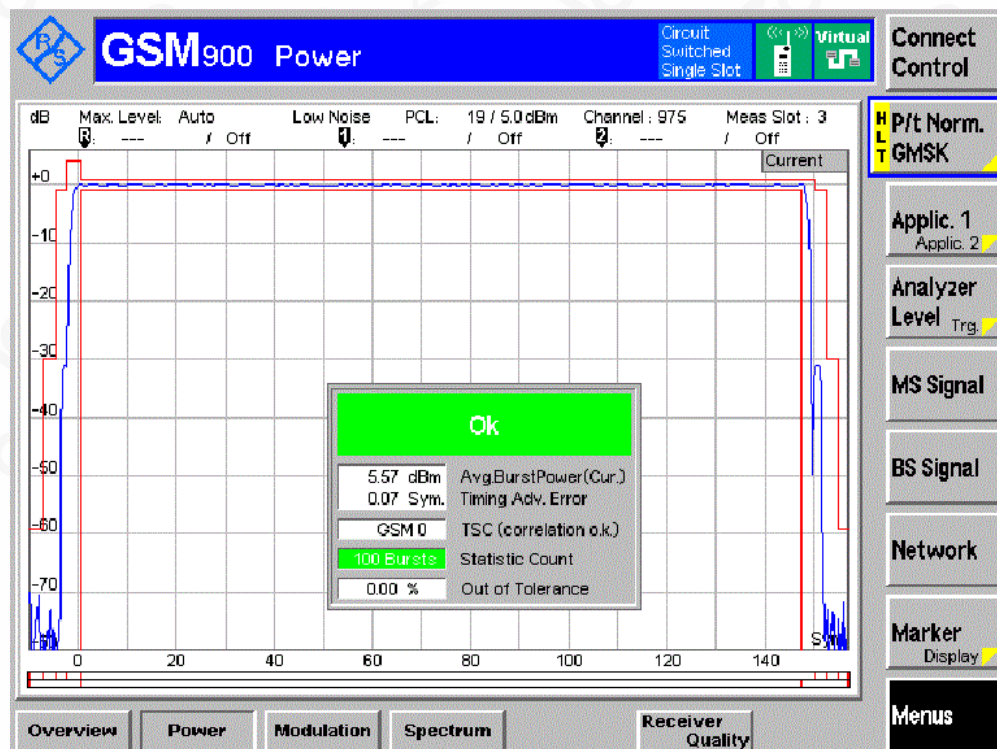 R/S
GSM900 Power
Circuit Switched Single Slot
Virtual
Connect Control
dB Max. Level: Auto Low Noise PCL: 19 / 5.0 dBm Channel : 975 Meas Slot : 3
R: --- / Off 1: --- / Off 2: --- / Off
Current
HLT P/t Norm. GMSK
Applic. 1
Applic. 2
Analyzer Level Trg.
MS Signal
BS Signal
Network
Marker
Display
Menus
+0
-10
-20
-30
-40
-50
-60
-70
Ok
5.57 dBm Avg.BurstPower(Cur.)
0.07 Sym. Timing Adv. Error
GSM 0 TSC (correlation o.k.)
100 Bursts Statistic Count
0.00 % Out of Tolerance
0 20 40 60 80 100 120 140
Overview Power Modulation Spectrum Receiver Quality